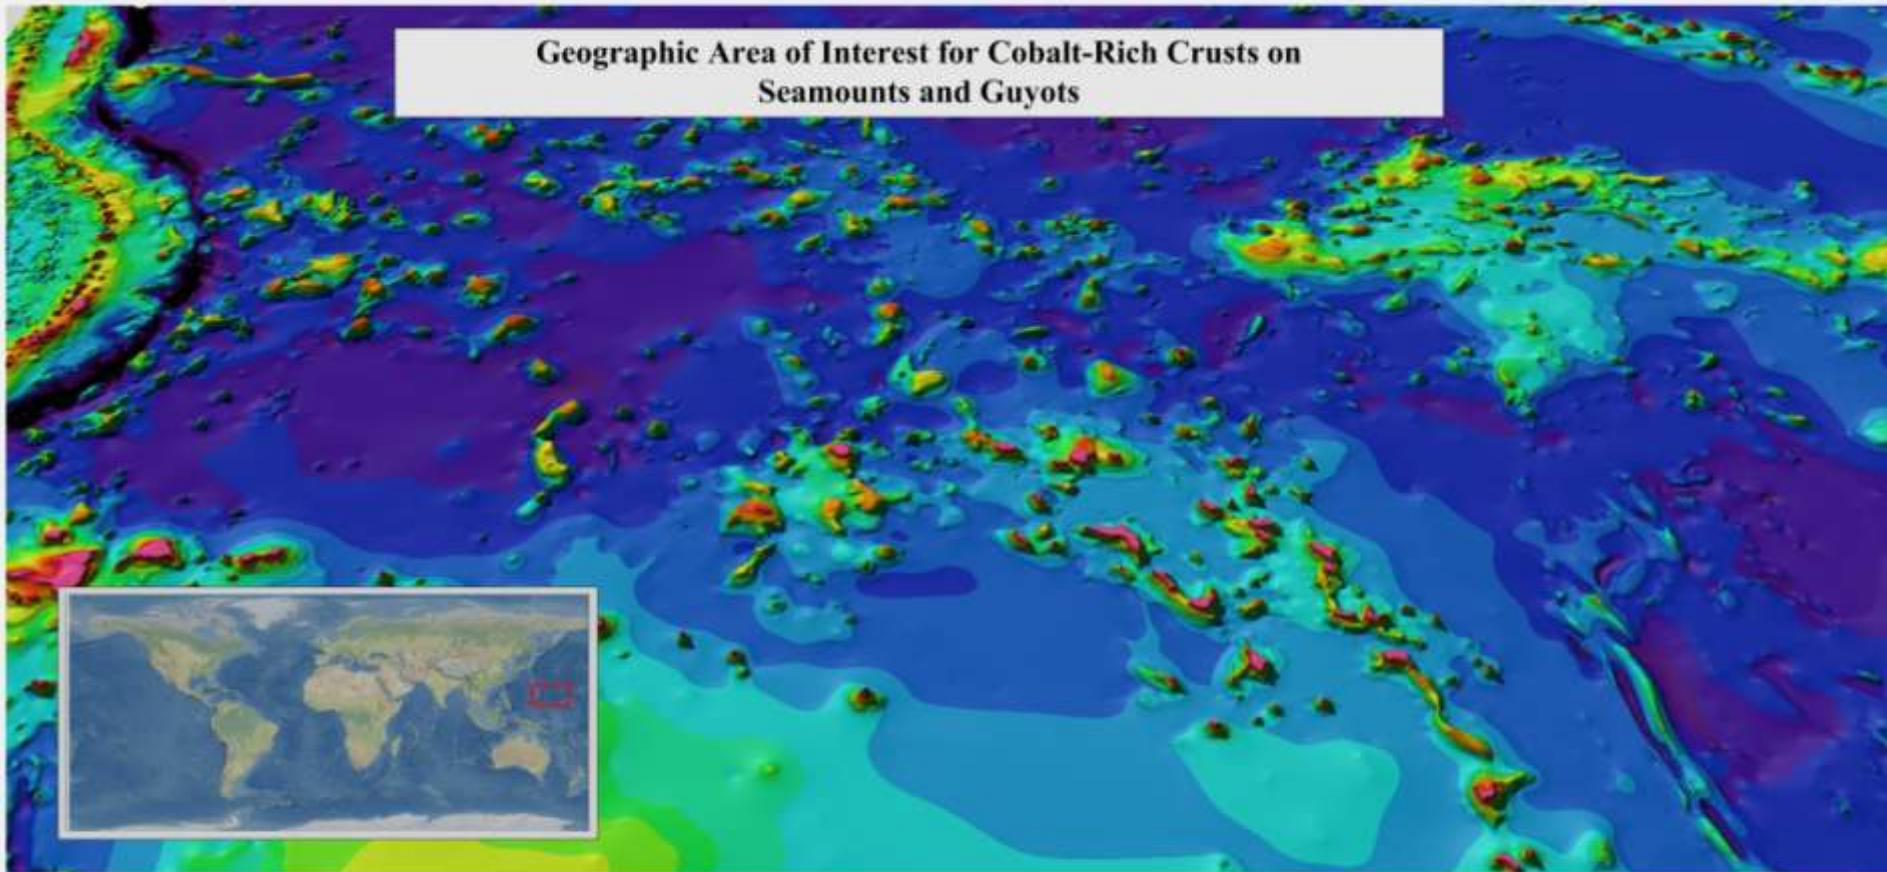 Geographic Area of Interest for Cobalt-Rich Crusts on
Seamounts and Guyots